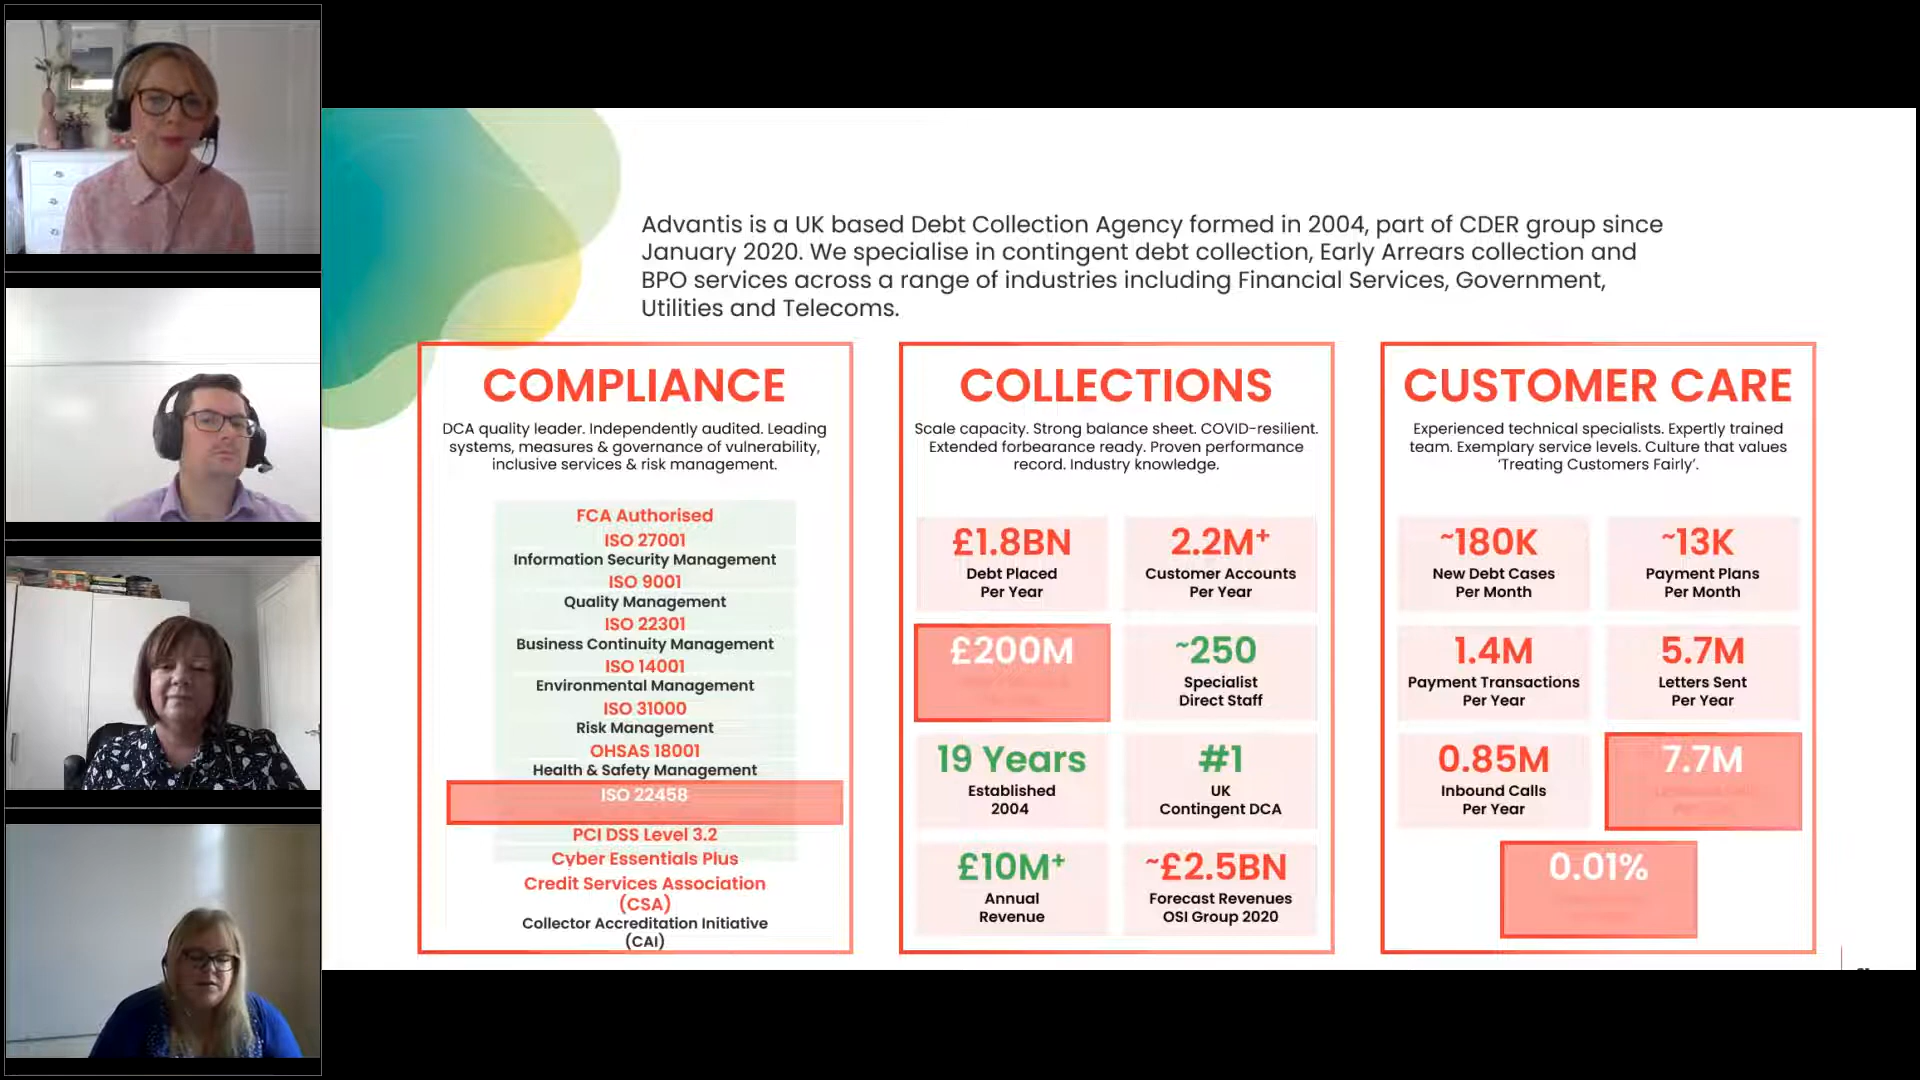 Advantis is a UK based Debt Collection Agency formed in 2004, part of CDER group since
January 2020. We specialise in contingent debt collection, Early Arrears collection and
BPO services across a range of industries including Financial Services, Government,
Utilities and Telecoms.
COMPLIANCE
DCA quality leader. Independently audited. Leading
systems, measures & governance of vulnerability,
inclusive services & risk management.
FCA Authorised
ISO 27001
Information Security Management
ISO 9001
Quality Management
ISO 22301
Business Continuity Management
ISO 14001
Environmental Management
ISO 31000
Risk Management
OHSAS 18001
Health & Safety Management
ISO 22458
PCI DSS Level 3.2
Cyber Essentials Plus
Credit Services Association
(CSA)
Collector Accreditation Initiative
(CAI)
COLLECTIONS
Scale capacity. Strong balance sheet. COVID-resilient.
Extended forbearance ready. Proven performance
record. Industry knowledge.
£1.8BN
Debt Placed
Per Year
2.2M+
Customer Accounts
Per Year
£200M
~250
Specialist
Direct Staff
19 Years
Established
2004
#1
UK
Contingent DCA
£10M+
Annual
Revenue
~£2.5BN
Forecast Revenues
OSI Group 2020
CUSTOMER CARE
Experienced technical specialists. Expertly trained
team. Exemplary service levels. Culture that values
‘Treating Customers Fairly’.
~180K
New Debt Cases
Per Month
~13K
Payment Plans
Per Month
1.4M
Payment Transactions
Per Year
5.7M
Letters Sent
Per Year
0.85M
Inbound Calls
Per Year
7.7M
0.01%